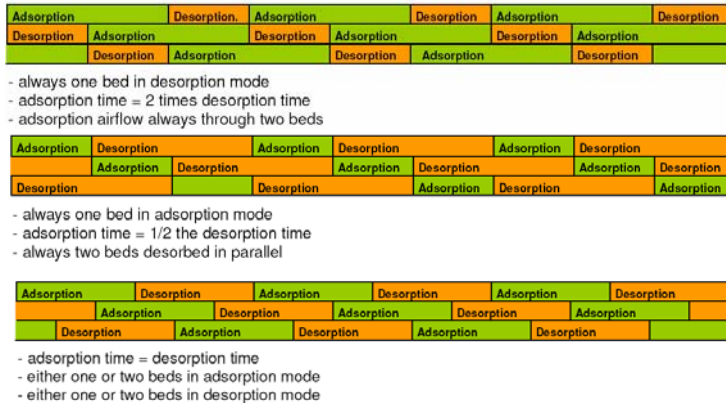 Adsorption Desorption. Adsorption Desorption Adsorption Desorption
Desorption Adsorption Desorption Adsorption Desorption Adsorption
Desorption Adsorption Desorption Adsorption Desorption
- always one bed in desorption mode
- adsorption time = 2 times desorption time
- adsorption airflow always through two beds
Adsorption Desorption Adsorption Desorption Adsorption Desorption
Adsorption Desorption Adsorption Desorption Adsorption Desorption
Desorption Desorption Adsorption Desorption Adsorption
- always one bed in adsorption mode
- adsorption time = 1/2 the desorption time
- always two beds desorbed in parallel
Adsorption Desorption Adsorption Desorption Adsorption Desorption
Adsorption Desorption Adsorption Desorption Adsorption
Desorption Adsorption Desorption Adsorption Desorption
- adsorption time = desorption time
- either one or two beds in adsorption mode
- either one or two beds in desorption mode